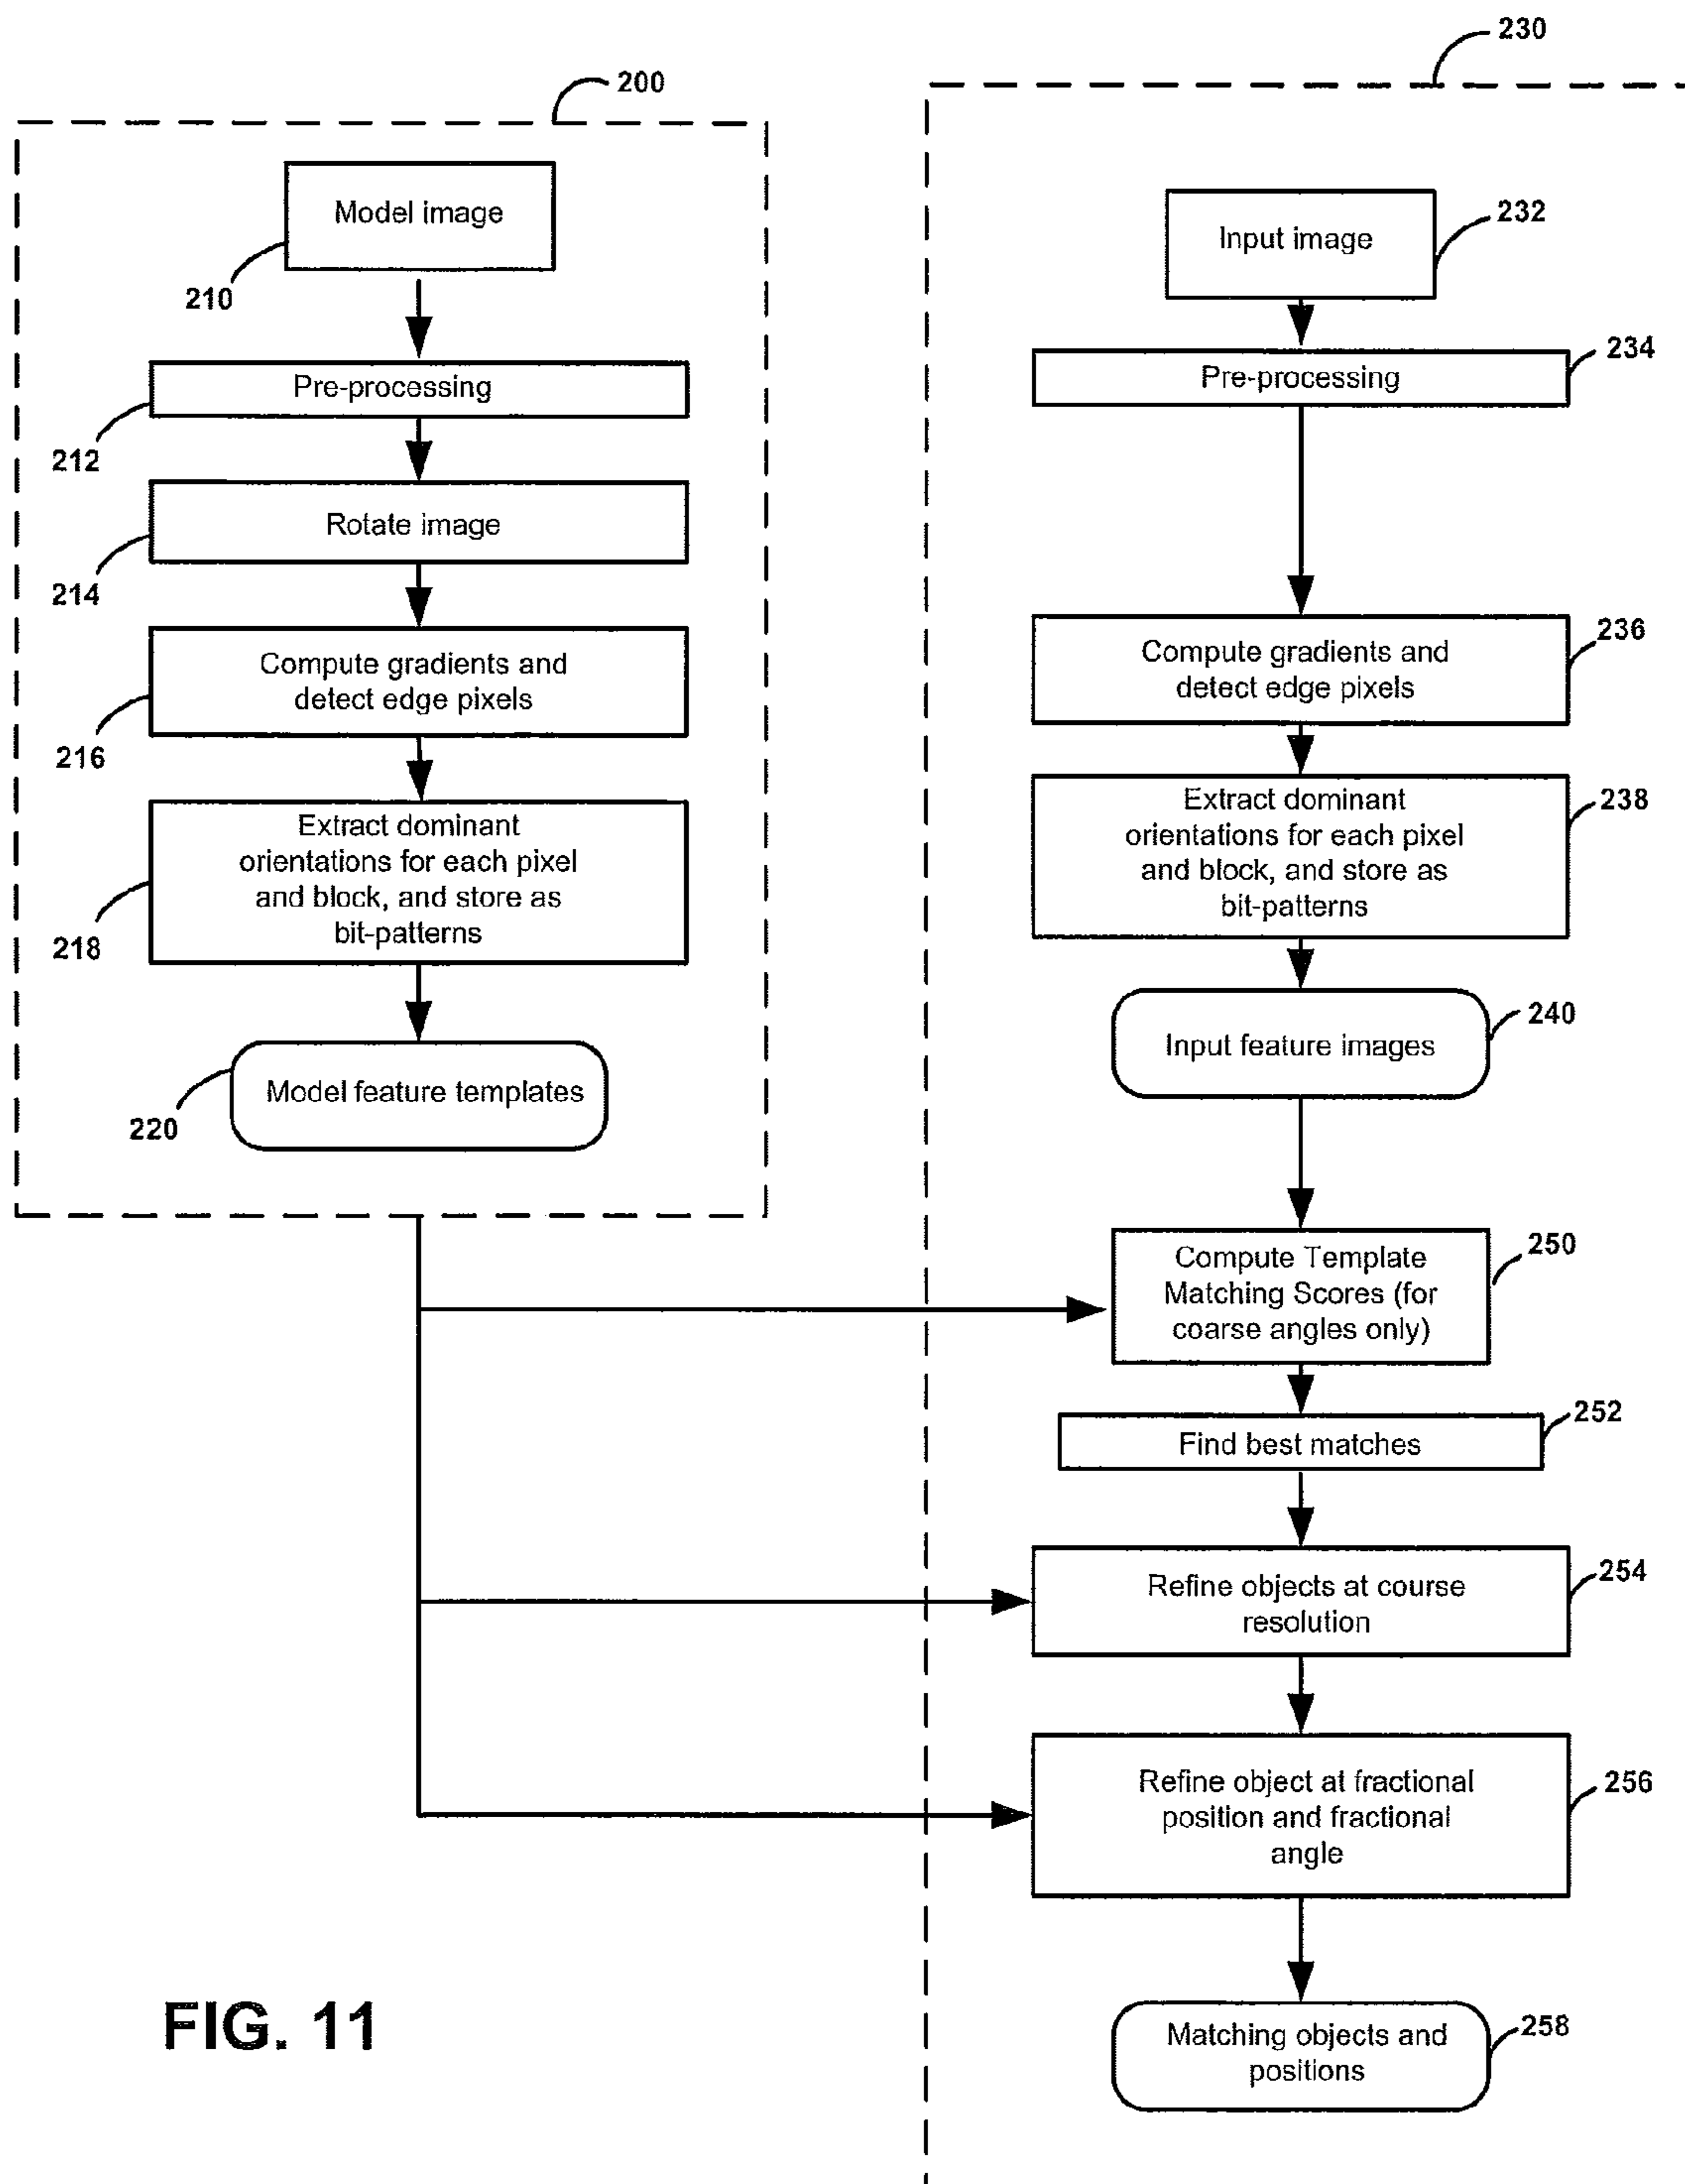 230
200
Model image
210
Pre-processing
212
Rotate image
214
Compute gradients and
detect edge pixels
216
Extract dominant
orientations for each pixel
and block, and store as
bit-patterns
218
Model feature templates
220
Input image
232
Pre-processing
234
Compute gradients and
detect edge pixels
236
Extract dominant
orientations for each pixel
and block, and store as
bit-patterns
238
Input feature images
240
Compute Template
Matching Scores (for
coarse angles only)
250
Find best matches
252
Refine objects at course
resolution
254
Refine object at fractional
position and fractional
angle
256
Matching objects and
positions
258
FIG. 11